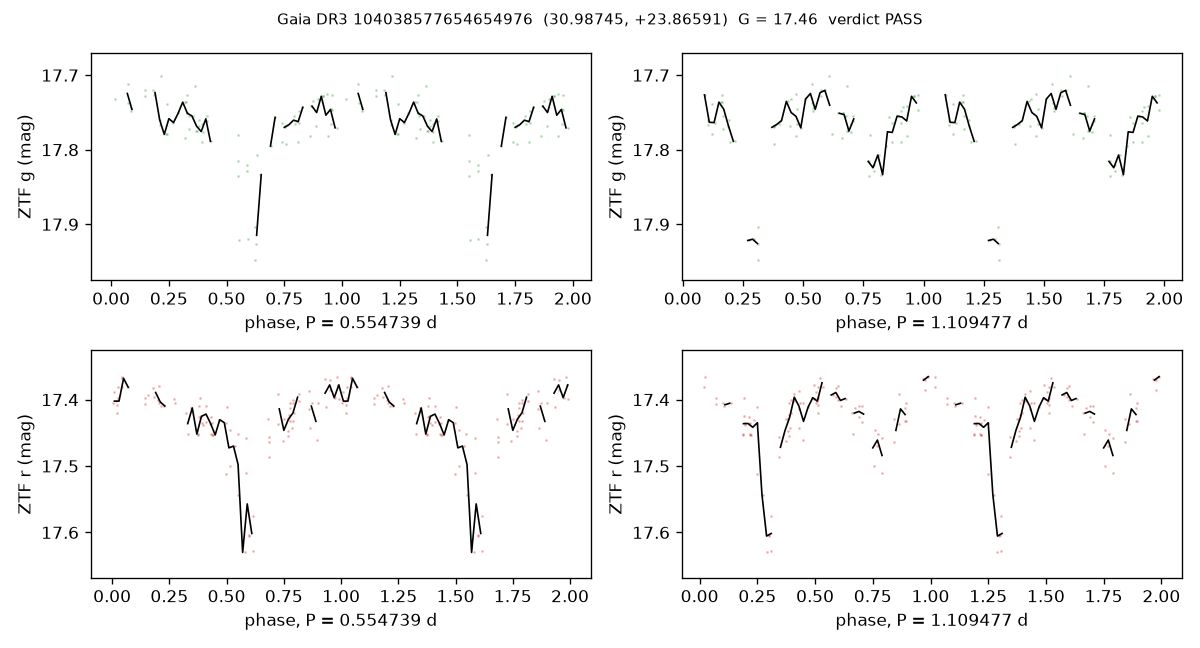 Gaia DR3 104038577654654976 (30.98745, +23.86591) G = 17.46 verdict PASS
17.7
17.8
17.9
ZTF g (mag)
0.00 0.25 0.50 0.75 1.00 1.25 1.50 1.75 2.00
phase, P = 0.554739 d
17.7
17.8
17.9
ZTF g (mag)
0.00 0.25 0.50 0.75 1.00 1.25 1.50 1.75 2.00
phase, P = 1.109477 d
17.4
17.5
17.6
ZTF r (mag)
0.00 0.25 0.50 0.75 1.00 1.25 1.50 1.75 2.00
phase, P = 0.554739 d
17.4
17.5
17.6
ZTF r (mag)
0.00 0.25 0.50 0.75 1.00 1.25 1.50 1.75 2.00
phase, P = 1.109477 d